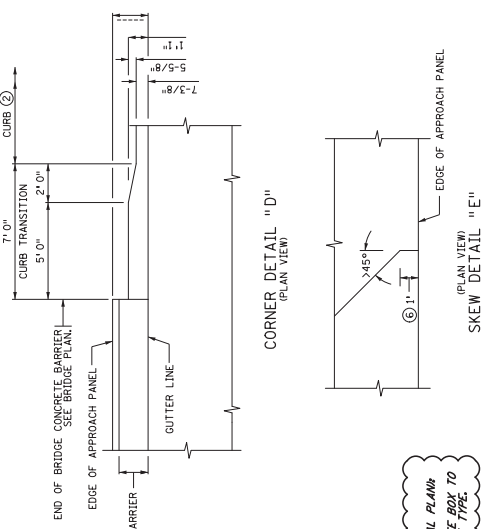 CURB ②
7'0"
CURB TRANSITION
2'0"
5'0"
1'1"
5-5/8"
7-3/8"
END OF BRIDGE CONCRETE BARRIER.
SEE BRIDGE PLAN.
EDGE OF APPROACH PANEL
GUTTER LINE
ARRIER
CORNER DETAIL "D"
(PLAN VIEW)
>45°
⑥ 1'
EDGE OF APPROACH PANEL
(PLAN VIEW)
SKEW DETAIL "E"
PLAN:
BOX TO
TYPE.